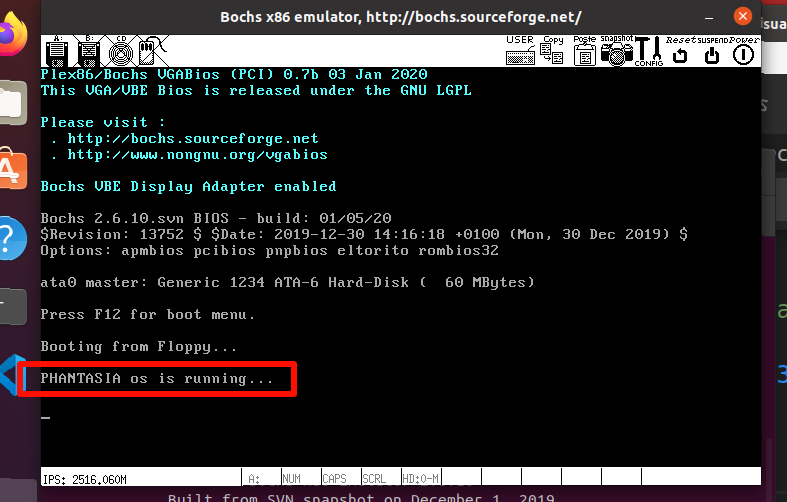 Bochs x86 emulator, http://bochs.sourceforge.net/
A: B: CD USER Copy Paste snapshot CONFIG Reset SUSPEND Power
Plex86/Bochs VGABios (PCI) 0.7b 03 Jan 2020
This VGA/VBE Bios is released under the GNU LGPL
Please visit :
. http://bochs.sourceforge.net
. http://www.nongnu.org/vgabios
Bochs VBE Display Adapter enabled
Bochs 2.6.10.svn BIOS - build: 01/05/20
$Revision: 13752 $ $Date: 2019-12-30 14:16:18 +0100 (Mon, 30 Dec 2019) $
Options: apmbios pcibios pnpbios eltorito rombios32
ata0 master: Generic 1234 ATA-6 Hard-Disk (  60 MBytes)
Press F12 for boot menu.
Booting from Floppy...
PHANTASIA os is running...
IPS: 2516.060M A: NUM CAPS SCRL HD:0-M
Built from SVN snapshot on December 1, 2019